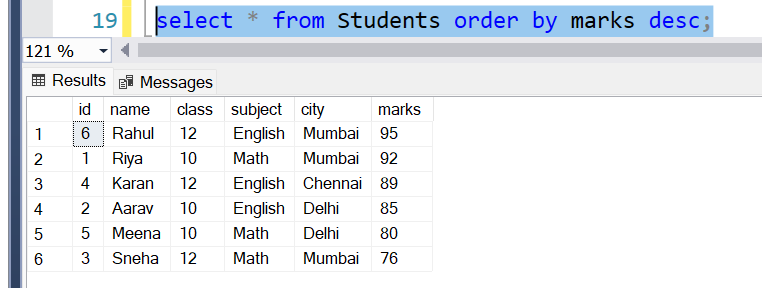 19 select * from Students order by marks desc;
121 %
Results Messages
id name class subject city marks
1 6 Rahul 12 English Mumbai 95
2 1 Riya 10 Math Mumbai 92
3 4 Karan 12 English Chennai 89
4 2 Aarav 10 English Delhi 85
5 5 Meena 10 Math Delhi 80
6 3 Sneha 12 Math Mumbai 76